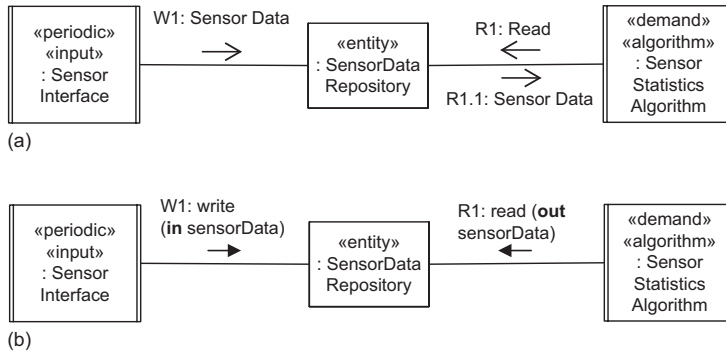 W1: Sensor Data
«periodic»
«input»
: Sensor
Interface
«entity»
: SensorData
Repository
R1: Read
R1.1: Sensor Data
«demand»
«algorithm»
: Sensor
Statistics
Algorithm
(a)
W1: write
(in sensorData)
«periodic»
«input»
: Sensor
Interface
«entity»
: SensorData
Repository
R1: read (out
sensorData)
«demand»
«algorithm»
: Sensor
Statistics
Algorithm
(b)